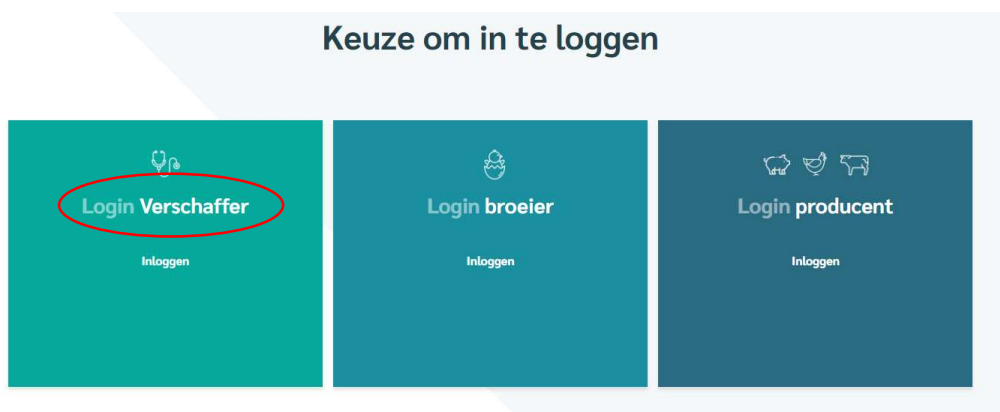 Keuze om in te loggen
Login Verschaffer
Inloggen
Login broeier
Inloggen
Login producent
Inloggen